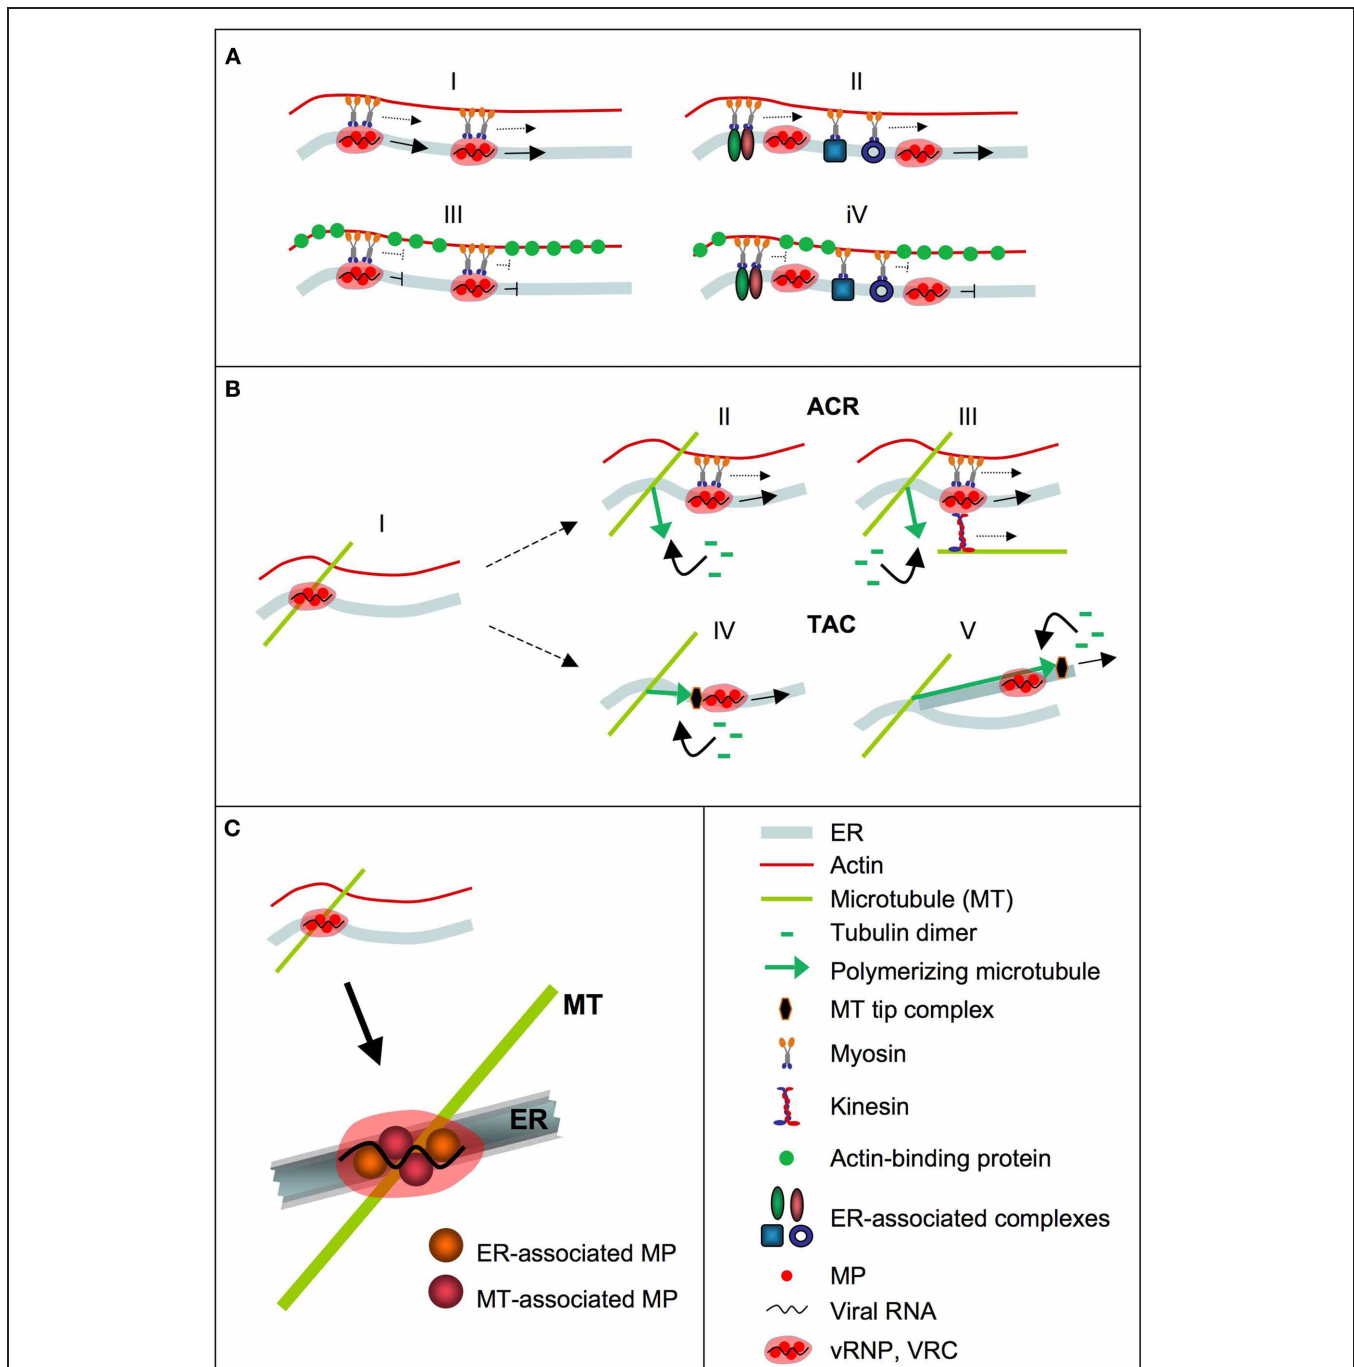 A
I
II
III
iV
B
ACR
II
III
I
TAC
IV
V
C
MT
ER
ER-associated MP
MT-associated MP
ER
Actin
Microtubule (MT)
Tubulin dimer
Polymerizing microtubule
MT tip complex
Myosin
Kinesin
Actin-binding protein
ER-associated complexes
MP
Viral RNA
vRNP, VRC